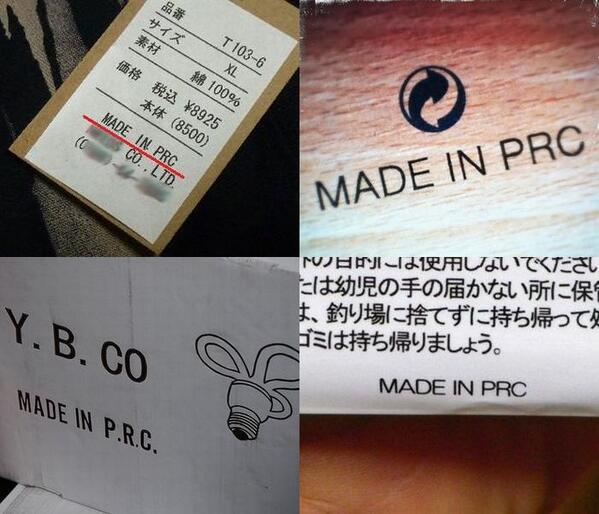 品番 T103-6
サイズ XL
素材 綿100%
価格 税込 ¥8925
本体 (8500)
MADE IN PRC
CO.,LTD.
MADE IN PRC
Y. B. CO
MADE IN P.R.C.
の目的には使用しないでください
たは幼児の手の届かない所に保管
は、釣り場に捨てずに持ち帰って処
ゴミは持ち帰りましょう。
MADE IN PRC